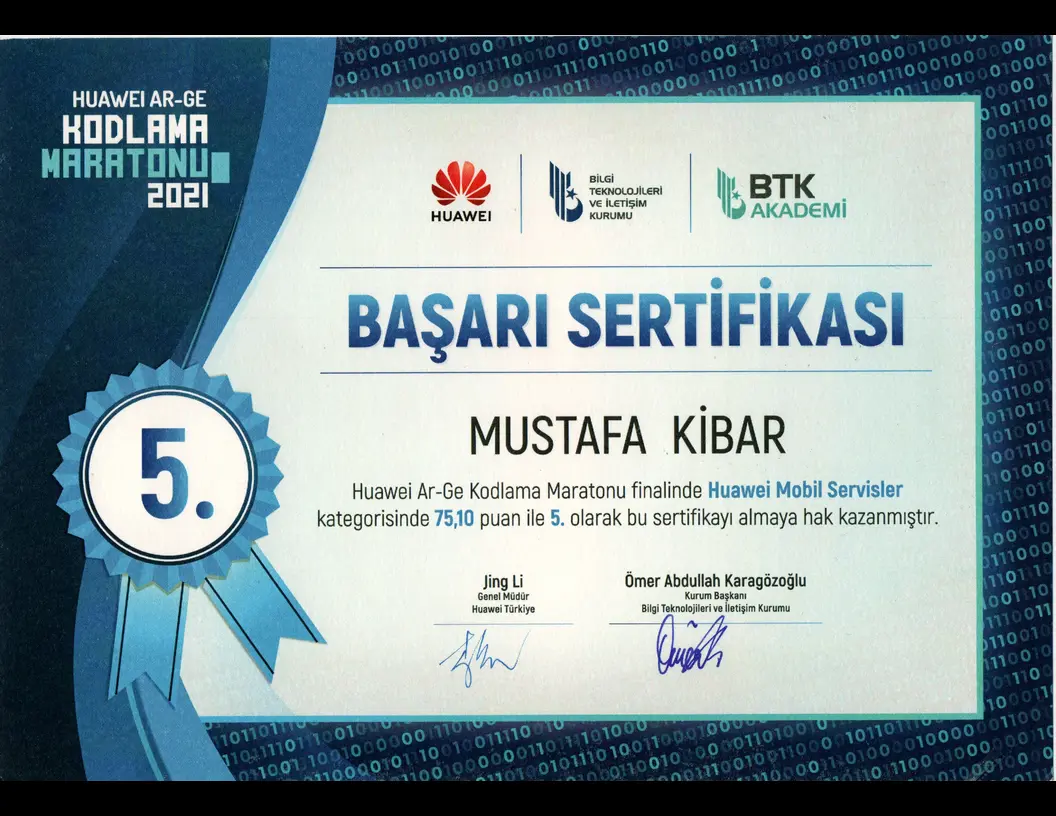 HUAWEI AR-GE
KODLAMA
MARATONU
2021
HUAWEI
BİLGİ
TEKNOLOJİLERİ
VE İLETİŞİM
KURUMU
BTK
AKADEMİ
BAŞARI SERTİFİKASI
5.
MUSTAFA KİBAR
Huawei Ar-Ge Kodlama Maratonu finalinde Huawei Mobil Servisler
kategorisinde 75,10 puan ile 5. olarak bu sertifikayı almaya hak kazanmıştır.
Jing Li
Genel Müdür
Huawei Türkiye
Ömer Abdullah Karagözoğlu
Kurum Başkanı
Bilgi Teknolojileri ve İletişim Kurumu